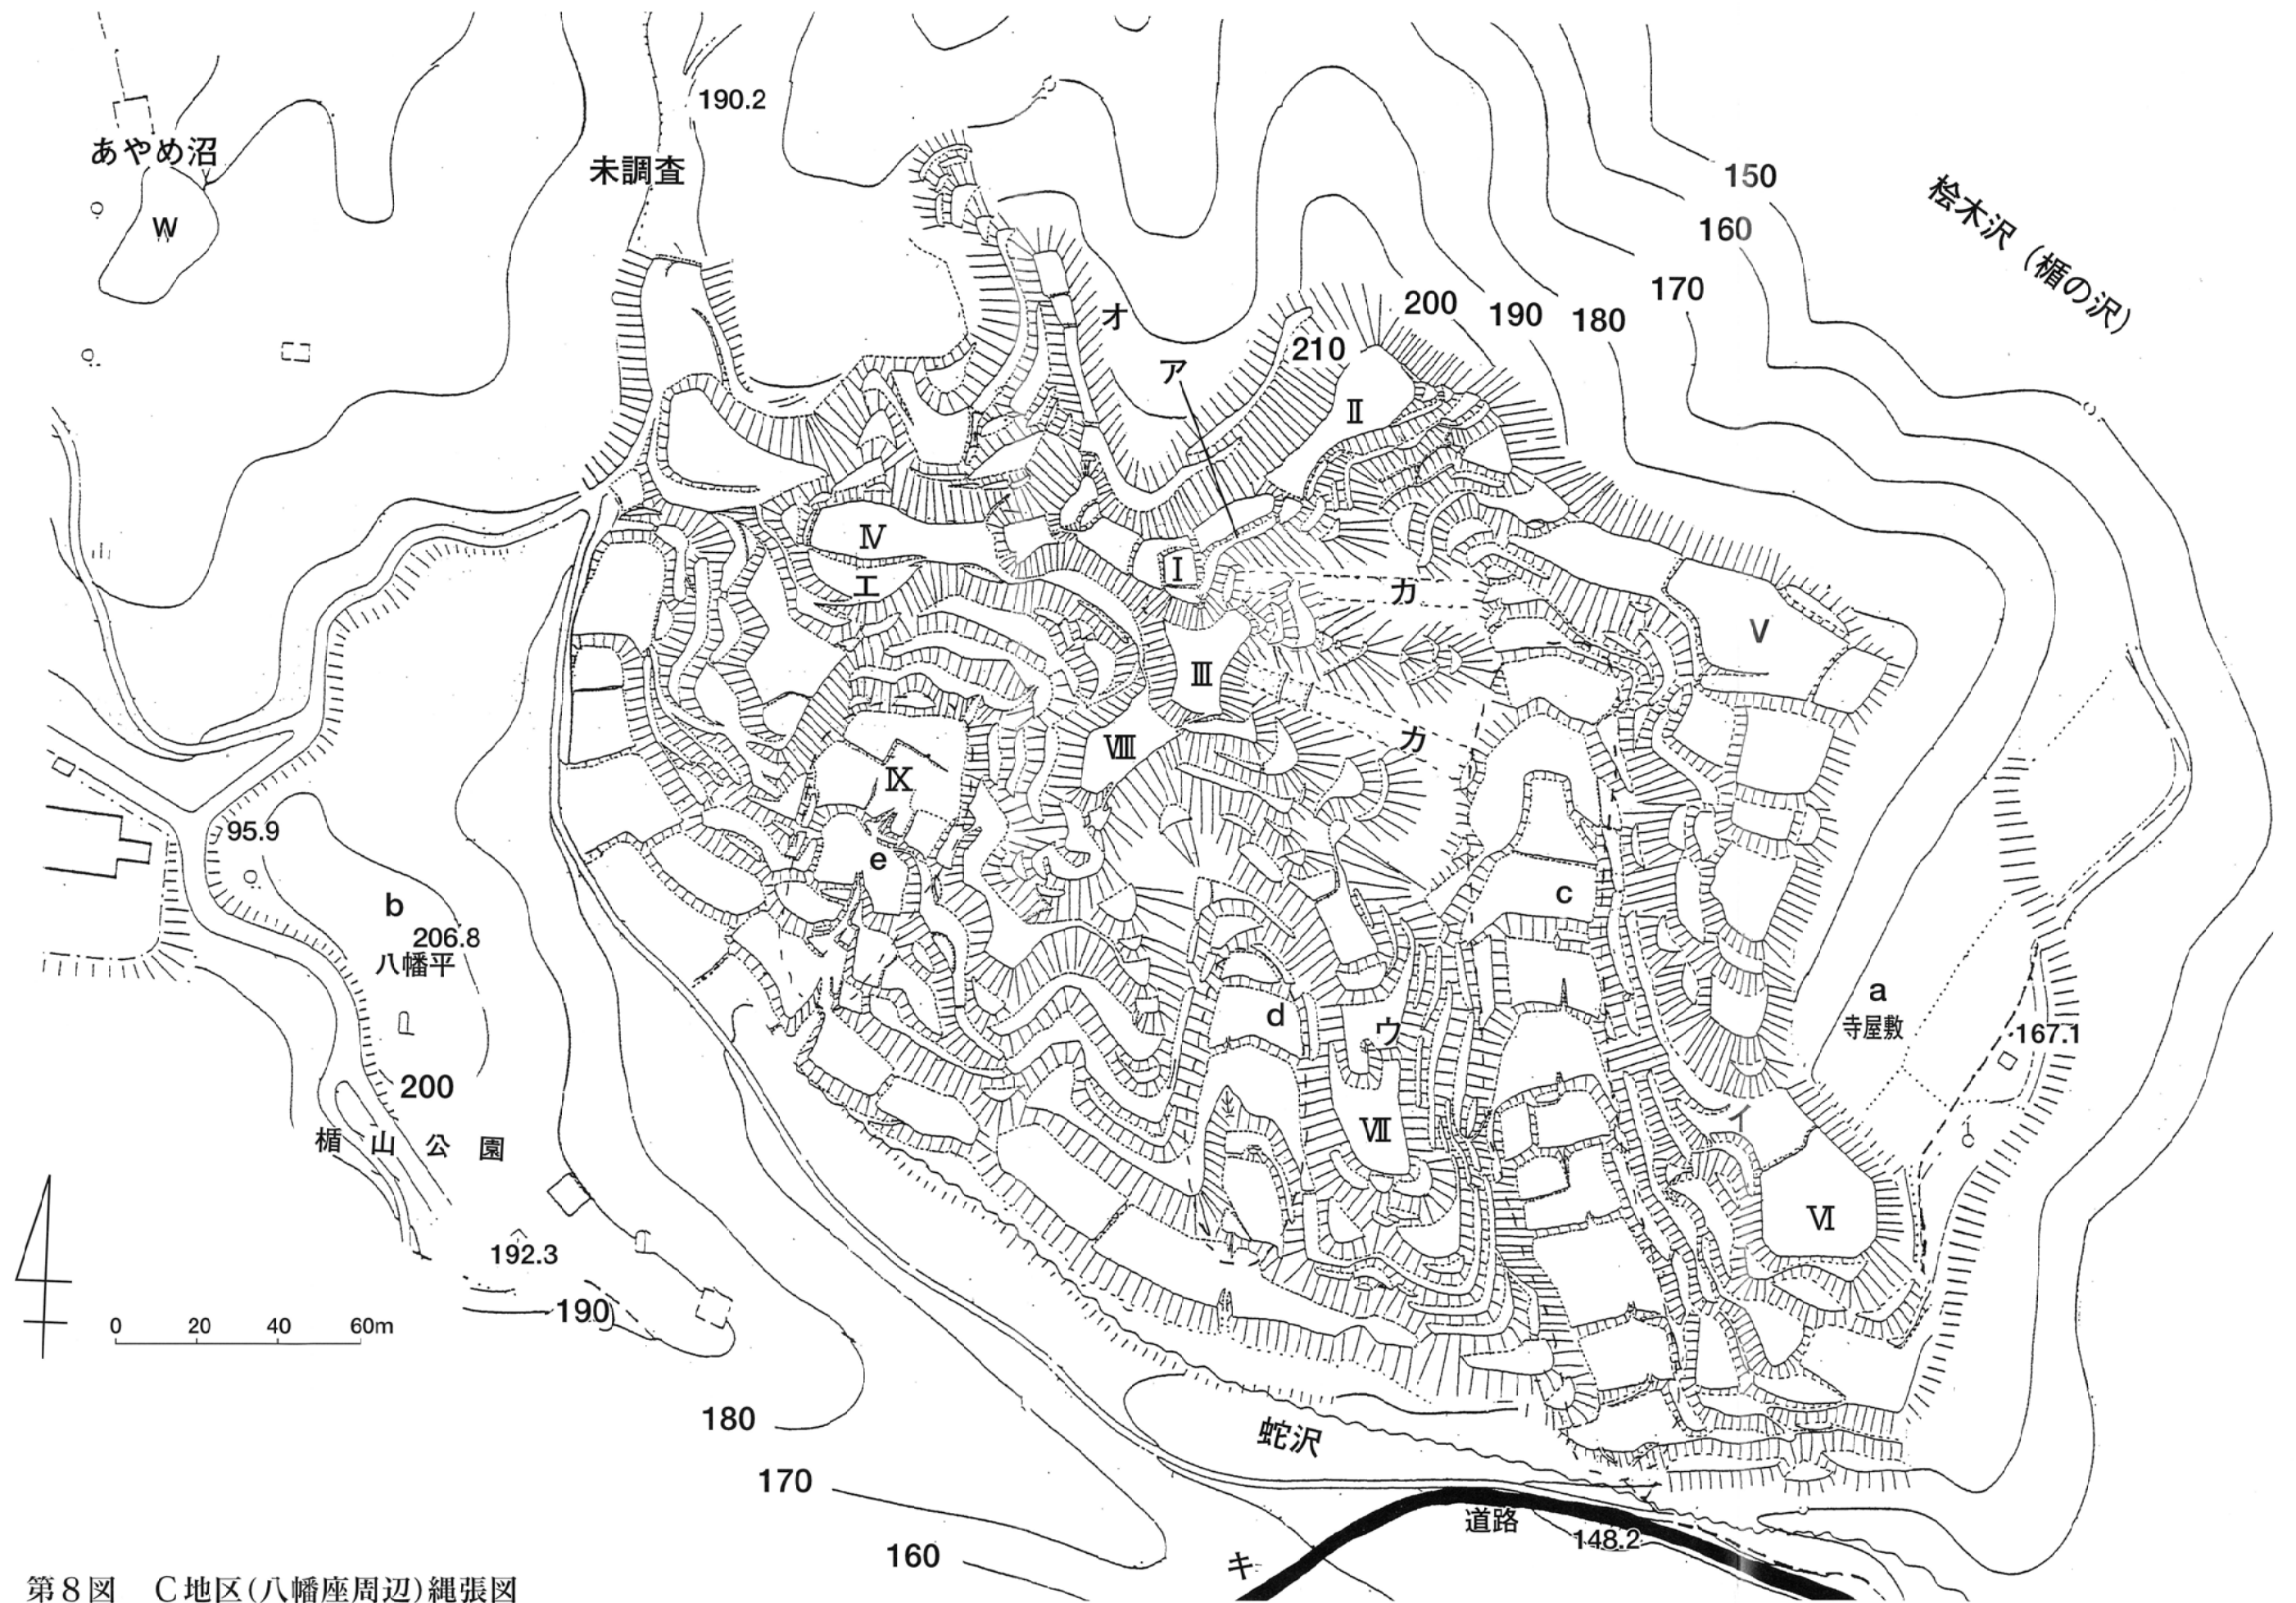 190.2
あやめ沼
W
未調査
150
160
桧木沢（楯の沢）
170
200
190
180
オ
210
ア
Ⅱ
Ⅳ
Ⅰ
エ
カ
Ⅴ
Ⅲ
カ
Ⅷ
Ⅸ
95.9
e
c
b
206.8
八幡平
a
寺屋敷
167.1
d
ウ
200
楯山公園
イ
Ⅶ
Ⅵ
192.3
190
0 20 40 60m
180
蛇沢
170
道路
148.2
160
キ
第８図 Ｃ地区（八幡座周辺）縄張図